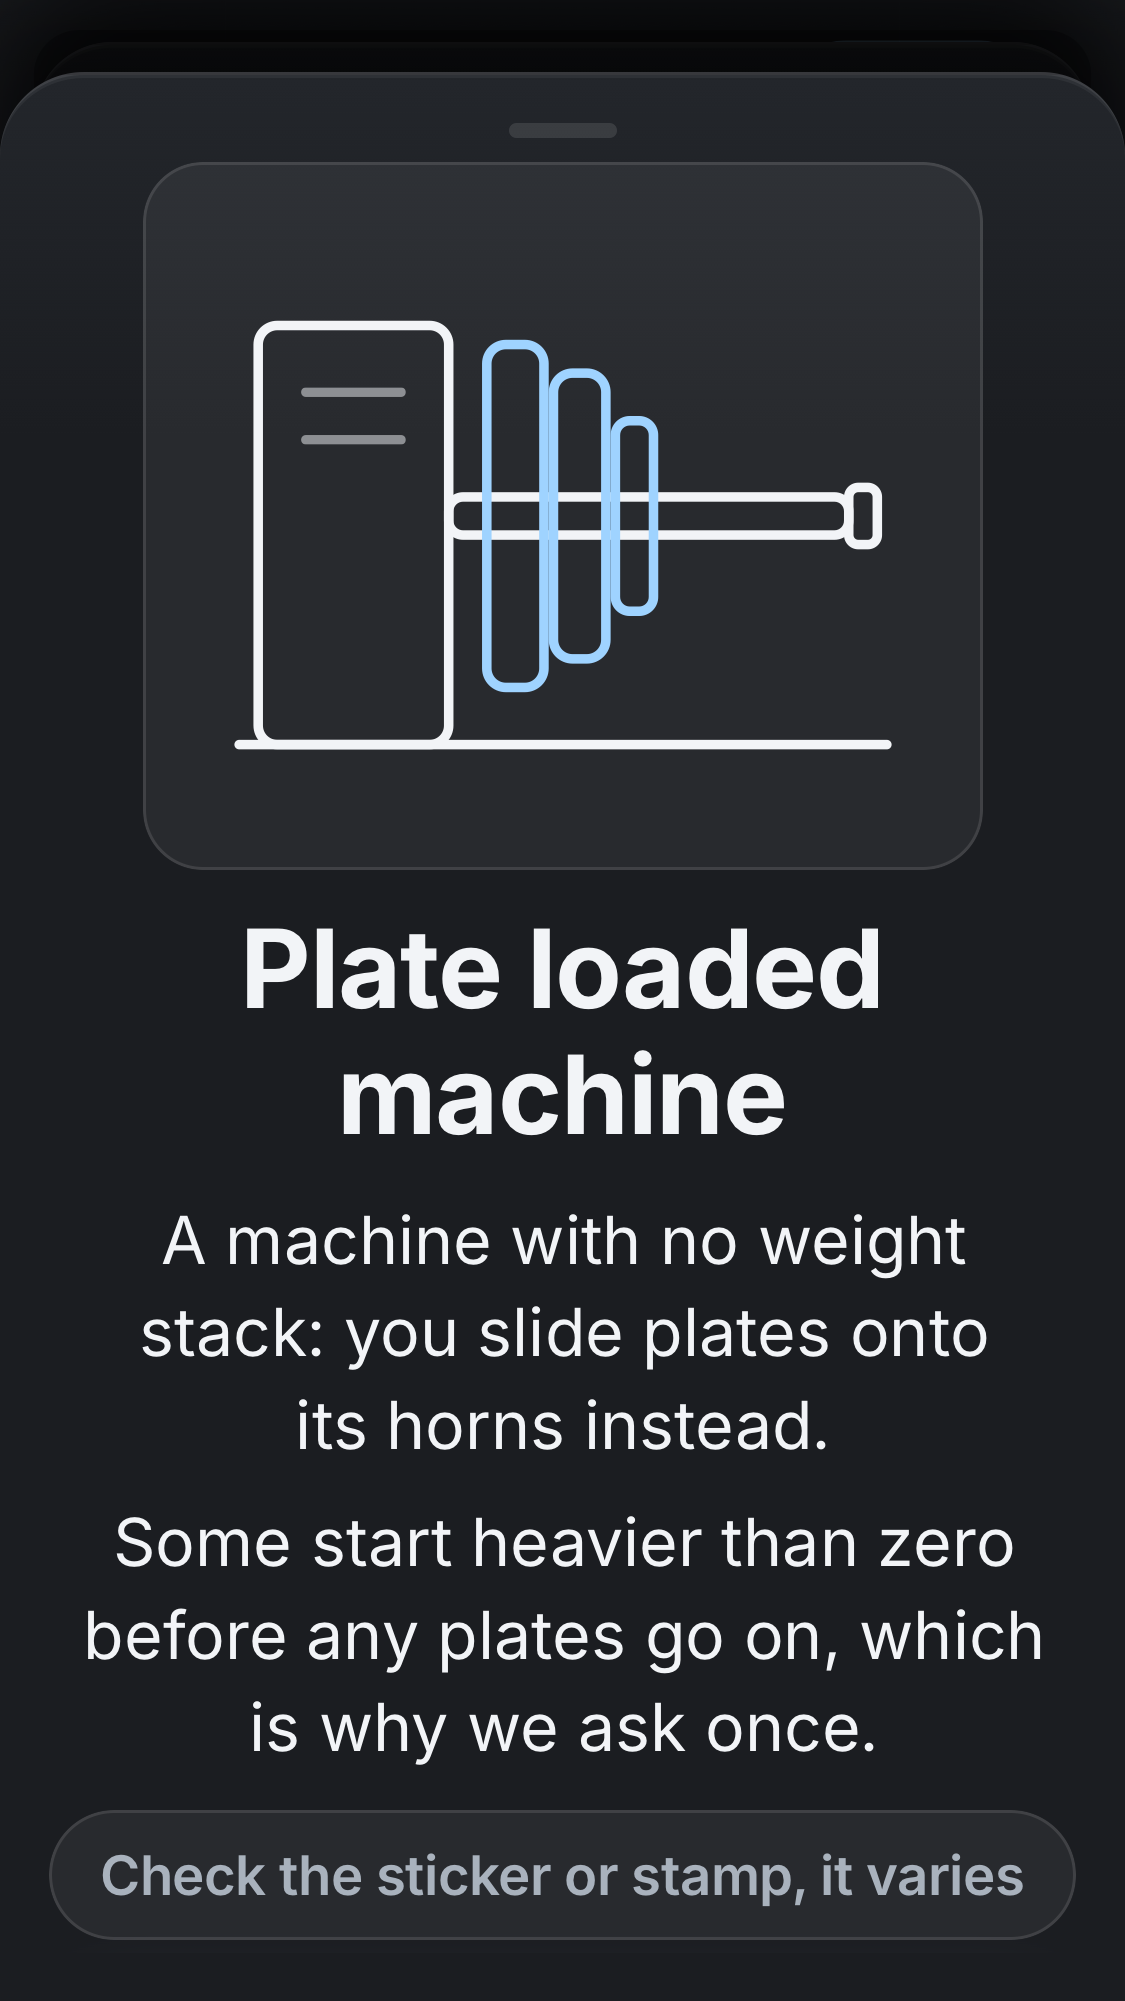 Plate loaded
machine
A machine with no weight
stack: you slide plates onto
its horns instead.
Some start heavier than zero
before any plates go on, which
is why we ask once.
Check the sticker or stamp, it varies